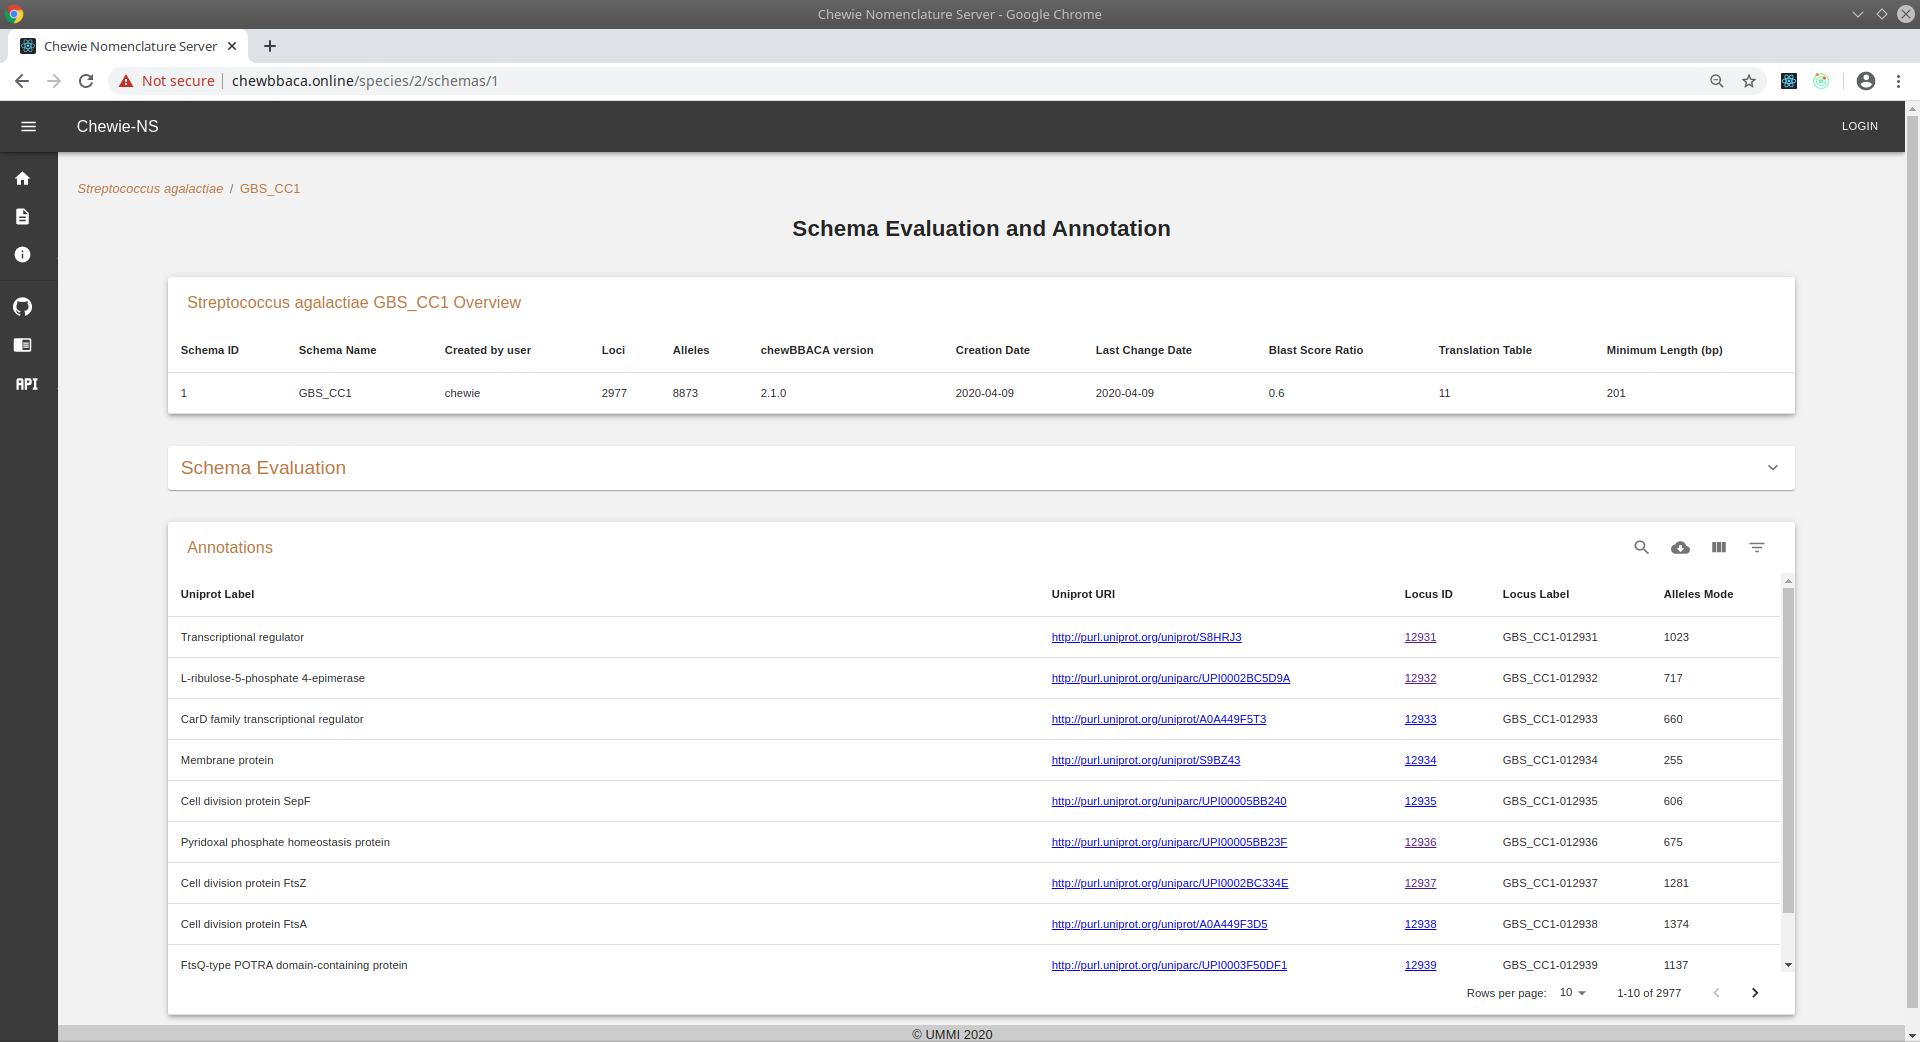 Chewie Nomenclature Server - Google Chrome
Chewie Nomenclature Server
Not secure chewbbaca.online/species/2/schemas/1
Chewie-NS LOGIN
Streptococcus agalactiae / GBS_CC1
Schema Evaluation and Annotation
Streptococcus agalactiae GBS_CC1 Overview
Schema ID Schema Name Created by user Loci Alleles chewBBACA version Creation Date Last Change Date Blast Score Ratio Translation Table Minimum Length (bp)
1 GBS_CC1 chewie 2977 8873 2.1.0 2020-04-09 2020-04-09 0.6 11 201
API
Schema Evaluation
Annotations
Uniprot Label Uniprot URI Locus ID Locus Label Alleles Mode
Transcriptional regulator http://purl.uniprot.org/uniprot/S8HRJ3 12931 GBS_CC1-012931 1023
L-ribulose-5-phosphate 4-epimerase http://purl.uniprot.org/uniparc/UPI0002BC5D9A 12932 GBS_CC1-012932 717
CarD family transcriptional regulator http://purl.uniprot.org/uniprot/A0A449F5T3 12933 GBS_CC1-012933 660
Membrane protein http://purl.uniprot.org/uniprot/S9BZ43 12934 GBS_CC1-012934 255
Cell division protein SepF http://purl.uniprot.org/uniparc/UPI00005BB240 12935 GBS_CC1-012935 606
Pyridoxal phosphate homeostasis protein http://purl.uniprot.org/uniparc/UPI00005BB23F 12936 GBS_CC1-012936 675
Cell division protein FtsZ http://purl.uniprot.org/uniparc/UPI0002BC334E 12937 GBS_CC1-012937 1281
Cell division protein FtsA http://purl.uniprot.org/uniprot/A0A449F3D5 12938 GBS_CC1-012938 1374
FtsQ-type POTRA domain-containing protein http://purl.uniprot.org/uniparc/UPI0003F50DF1 12939 GBS_CC1-012939 1137
Rows per page: 10 1-10 of 2977
© UMMI 2020